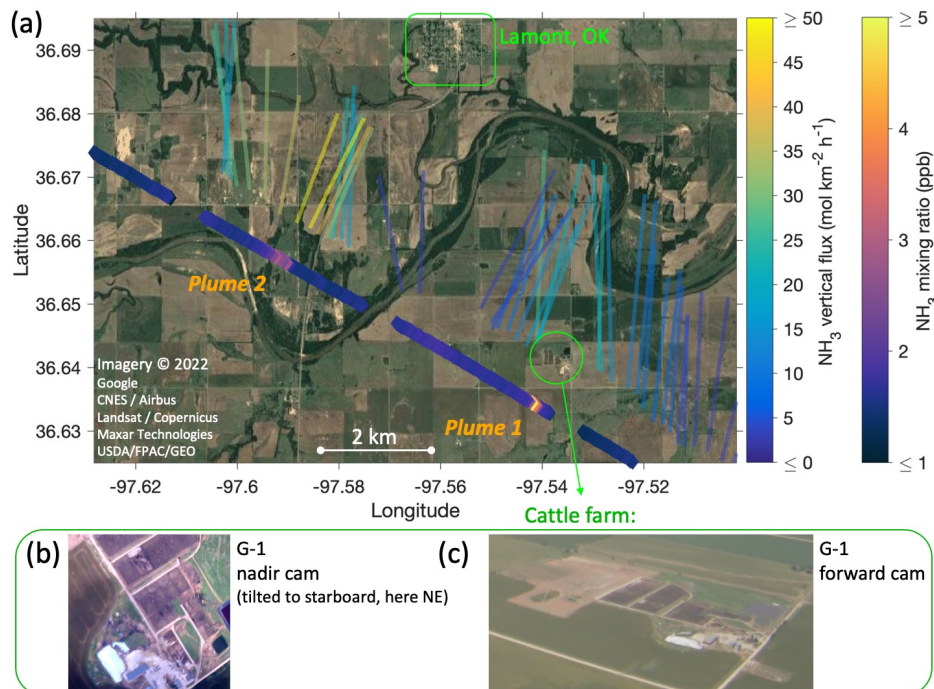 (a)
Lamont, OK
36.69
36.68
36.67
36.66
36.65
36.64
36.63
Latitude
Plume 2
Plume 1
Imagery © 2022
Google
CNES / Airbus
Landsat / Copernicus
Maxar Technologies
USDA/FPAC/GEO
2 km
-97.62
-97.6
-97.58
-97.56
-97.54
-97.52
Longitude
≥ 50
45
40
35
30
25
20
15
10
5
≤ 0
NH₃ vertical flux (mol km⁻² h⁻¹)
≥ 5
4
3
2
≤ 1
NH₃ mixing ratio (ppb)
Cattle farm:
(b)
G-1
nadir cam
(tilted to starboard, here NE)
(c)
G-1
forward cam